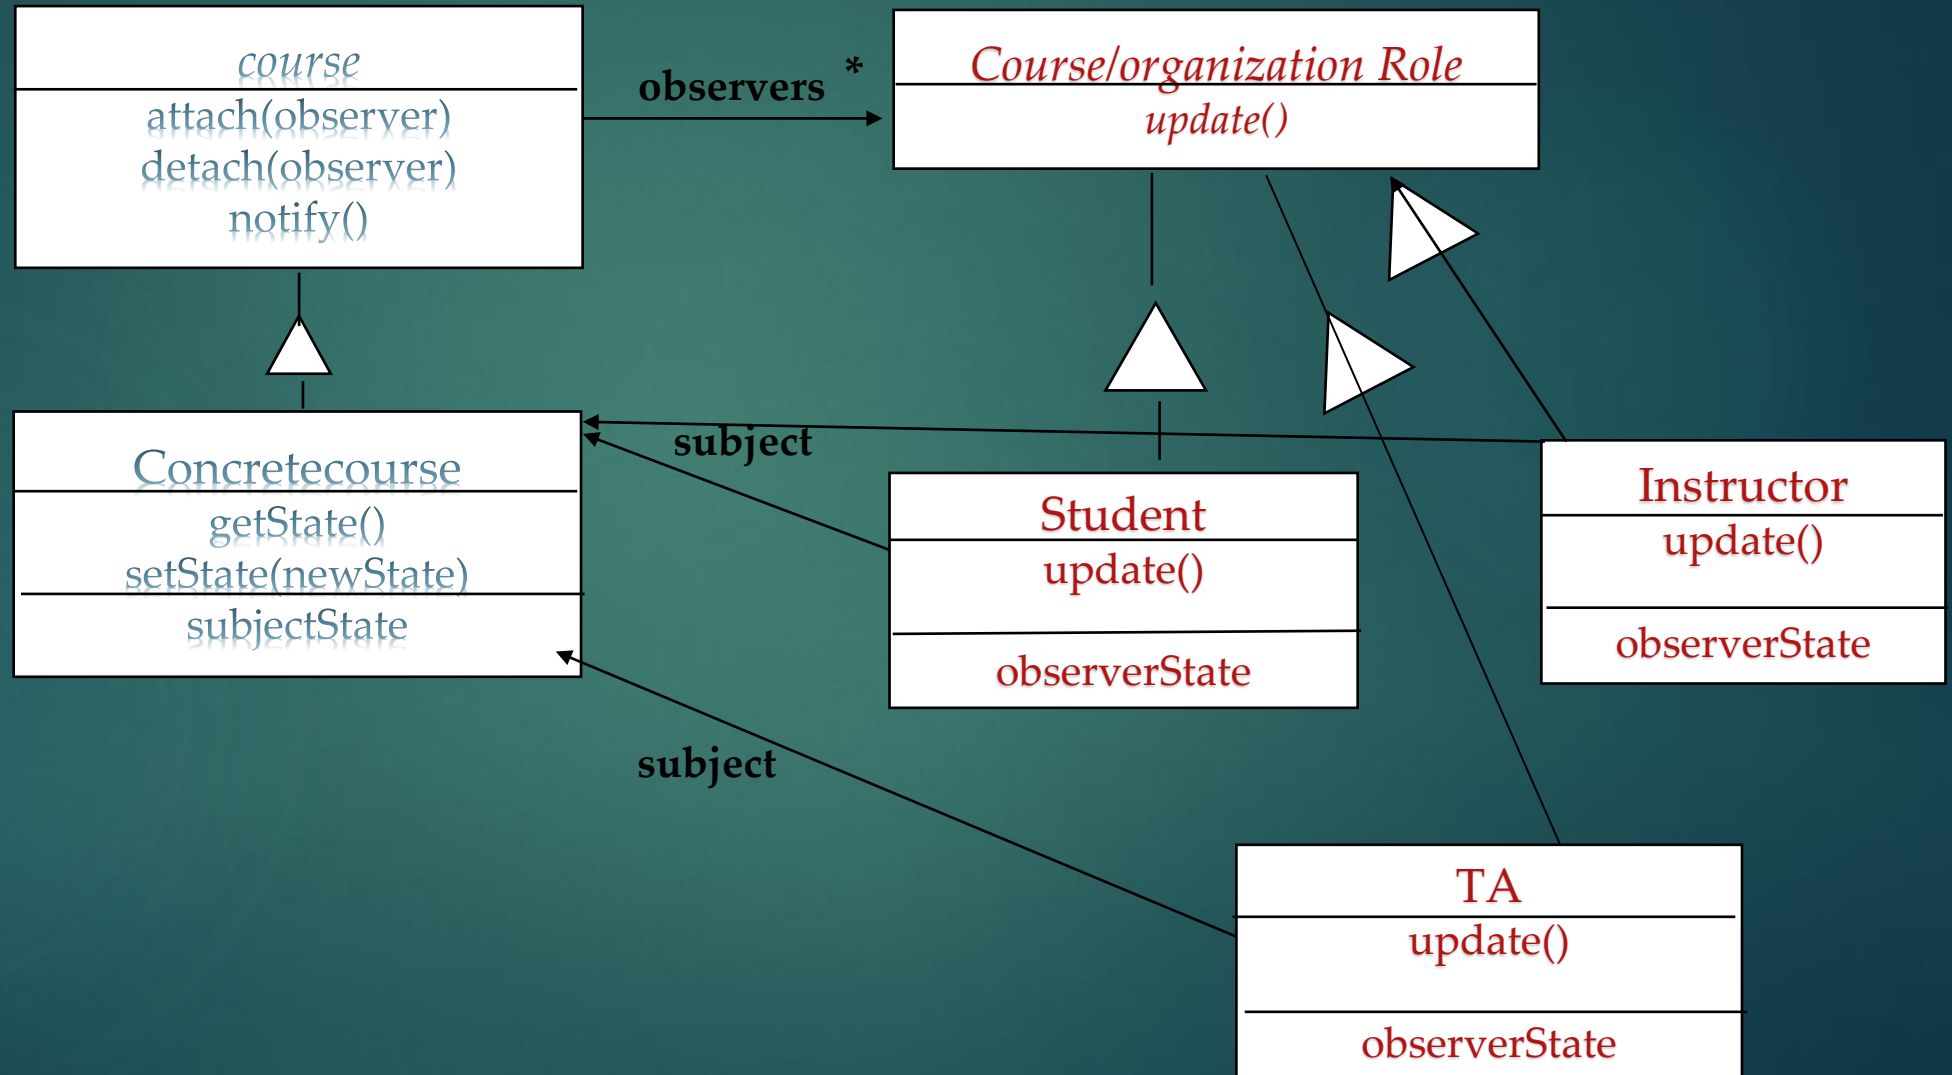 course
attach(observer)
detach(observer)
notify()
observers *
Course/organization Role
update()
Concretecourse
getState()
setState(newState)
subjectState
subject
Student
update()
observerState
Instructor
update()
observerState
subject
TA
update()
observerState